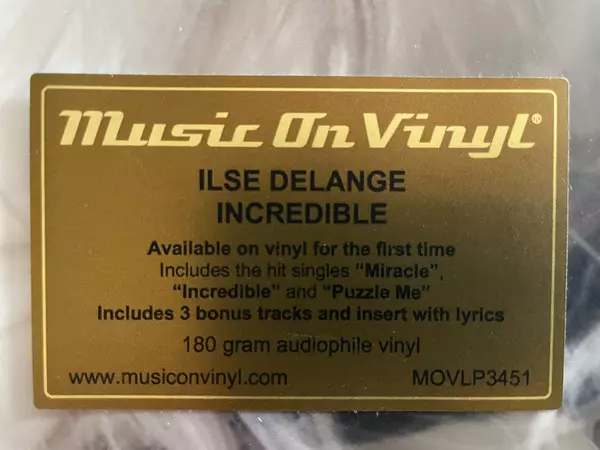 Music On Vinyl®
ILSE DELANGE
INCREDIBLE
Available on vinyl for the first time
Includes the hit singles “Miracle”,
“Incredible” and “Puzzle Me”
Includes 3 bonus tracks and insert with lyrics
180 gram audiophile vinyl
www.musiconvinyl.com MOVLP3451